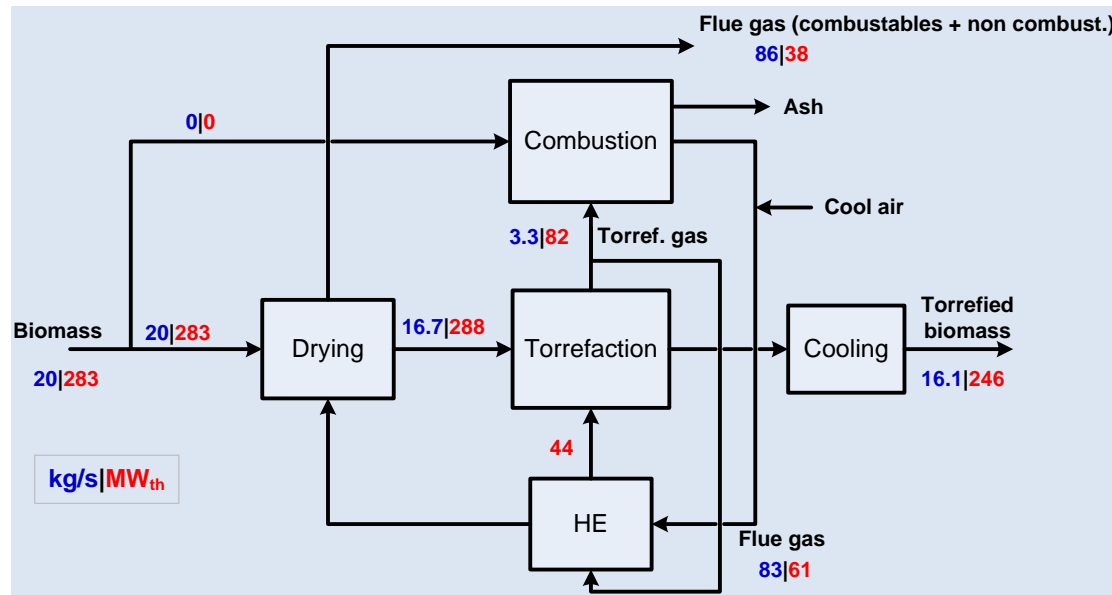 Flue gas (combustables + non combust.)
86|38
Ash
0|0
Combustion
Cool air
3.3|82
Torref. gas
Biomass
20|283
20|283
Drying
16.7|288
Torrefaction
Cooling
Torrefied
biomass
16.1|246
44
kg/s|MWth
HE
Flue gas
83|61